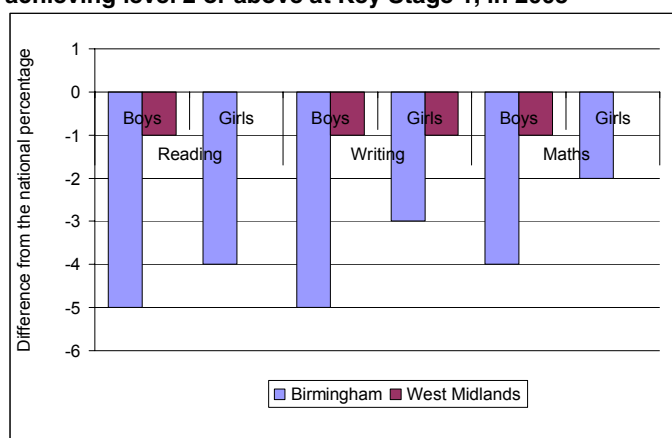 achieving level 2 or above at Key Stage 1, in
Difference from the national percentage
1
0
-1
-2
-3
-4
-5
-6
Boys Girls Boys Girls Boys Girls
Reading Writing Maths
Birmingham West Midlands